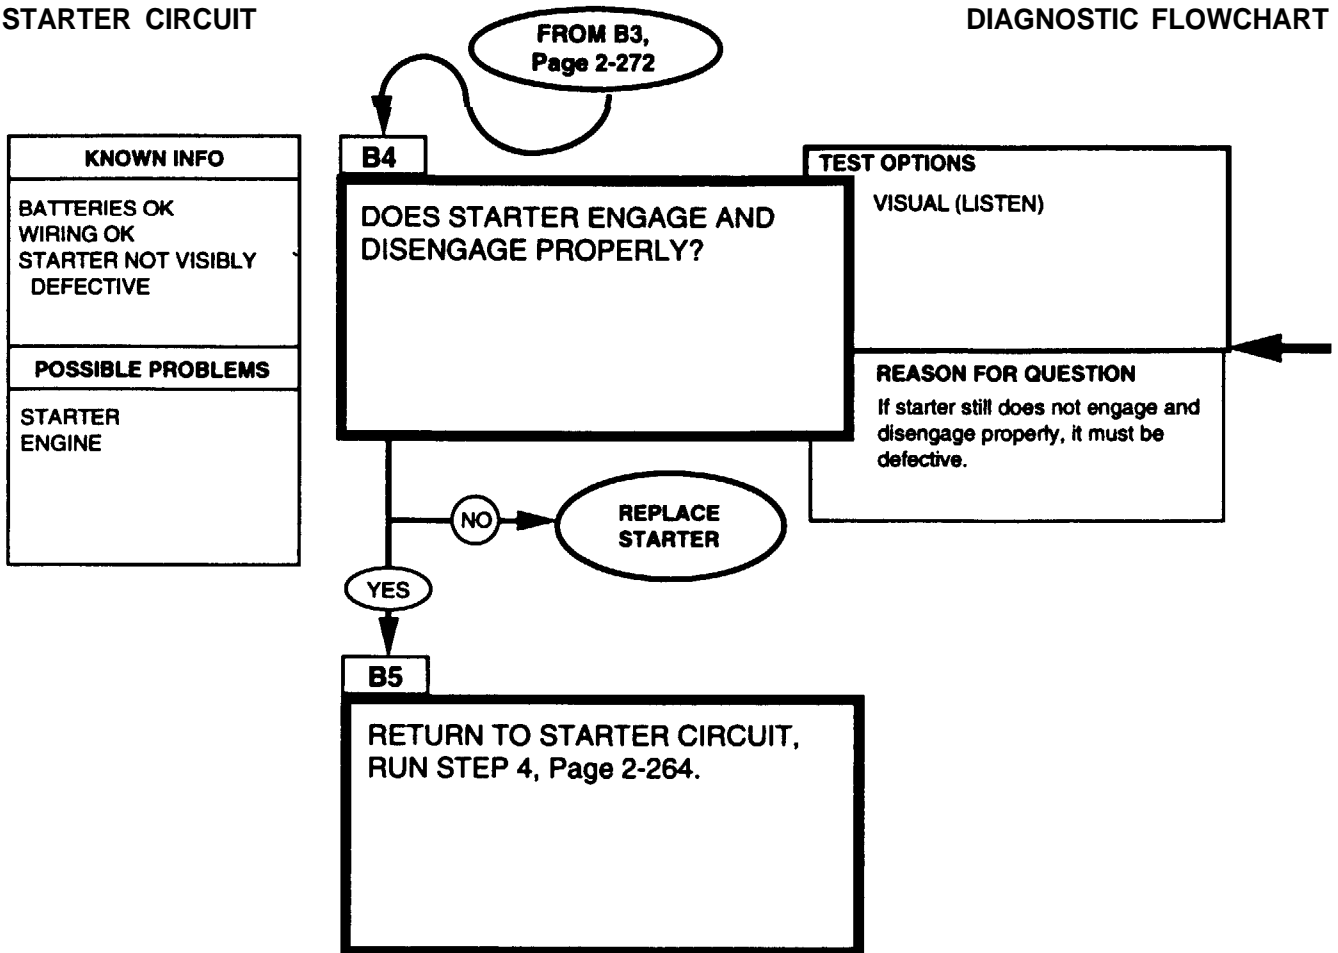 STARTER CIRCUIT
DIAGNOSTIC FLOWCHART
FROM B3,
Page 2-272
KNOWN INFO
BATTERIES OK
WIRING OK
STARTER NOT VISIBLY
DEFECTIVE
POSSIBLE PROBLEMS
STARTER
ENGINE
B4
DOES STARTER ENGAGE AND
DISENGAGE PROPERLY?
TEST OPTIONS
VISUAL (LISTEN)
REASON FOR QUESTION
If starter still does not engage and
disengage properly, it must be
defective.
NO
REPLACE
STARTER
YES
B5
RETURN TO STARTER CIRCUIT,
RUN STEP 4, Page 2-264.